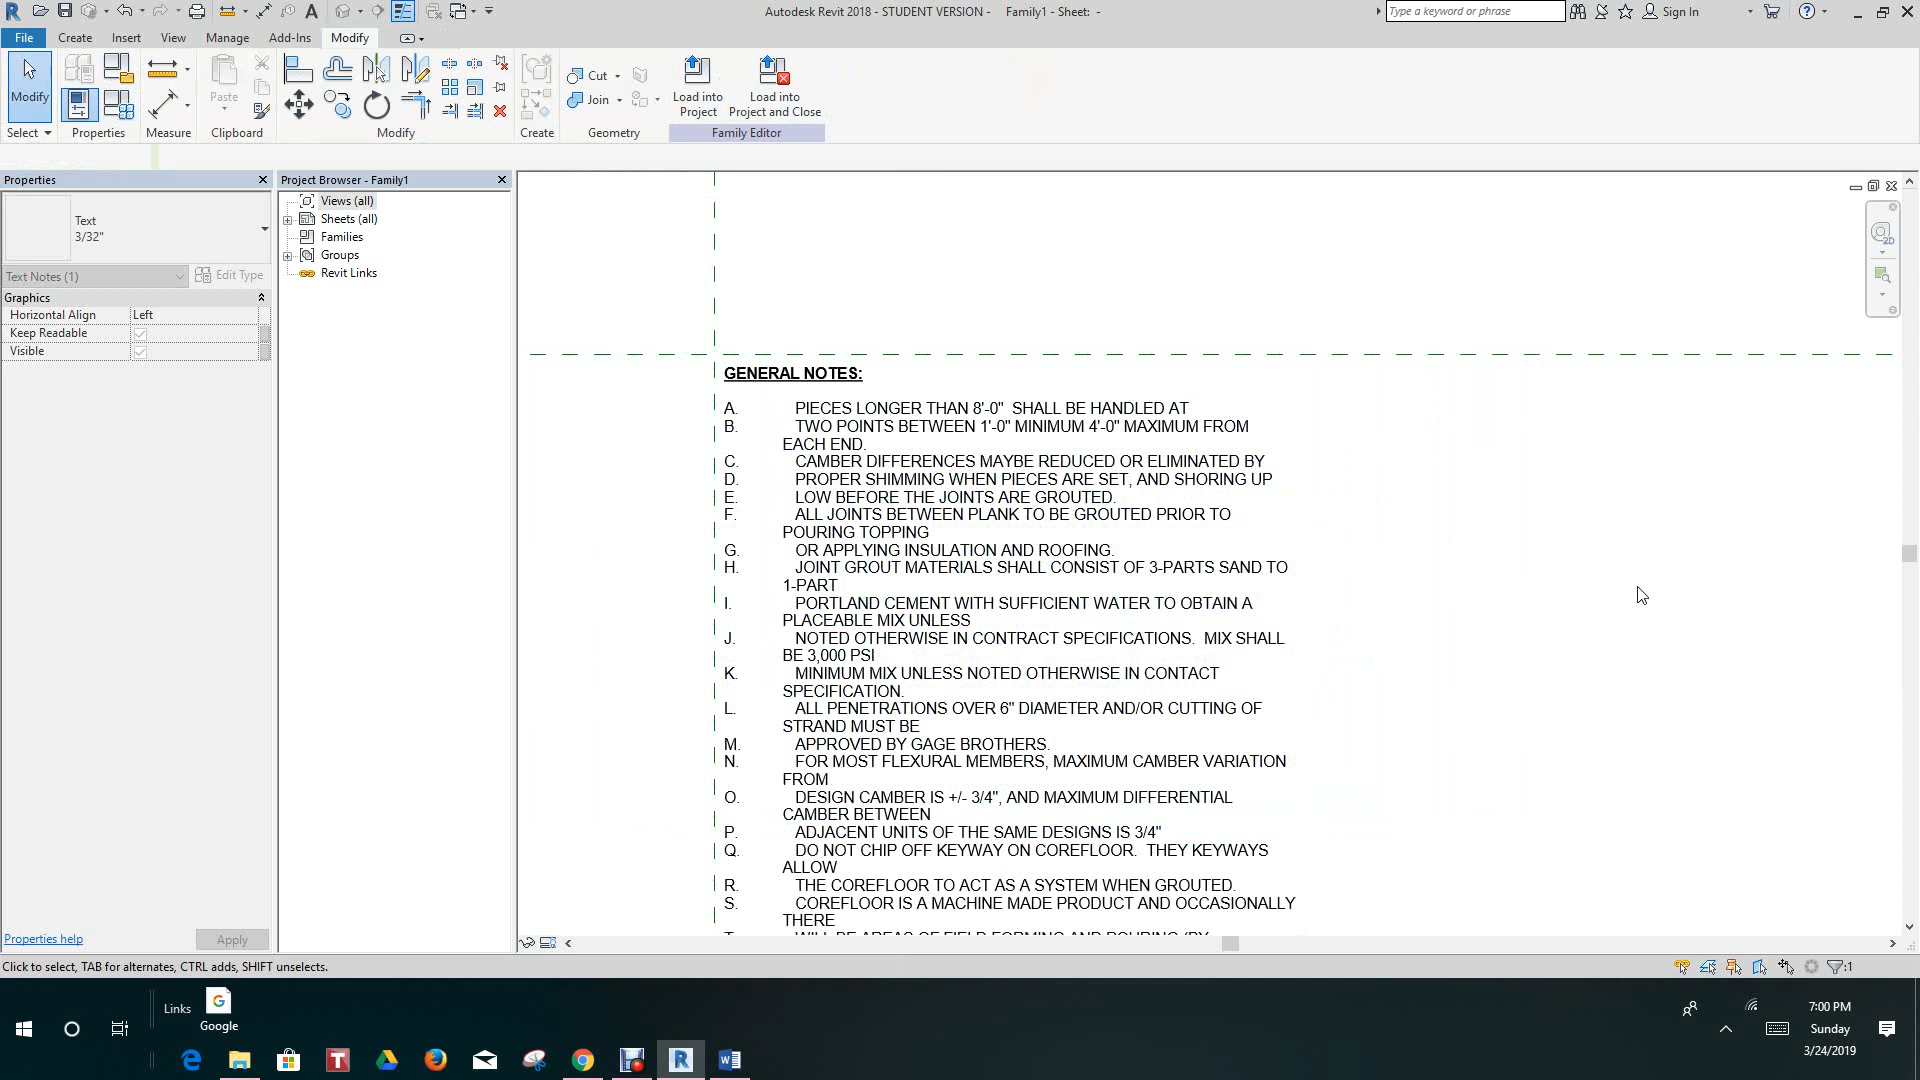 Autodesk Revit 2018 - STUDENT VERSION - Family1 - Sheet: -
Type a keyword or phrase
Sign In
File Create Insert View Manage Add-Ins Modify
Modify
Paste
Cut
Join
Load into Project
Load into Project and Close
Select Properties Measure Clipboard Modify Create Geometry Family Editor
Properties
Text
3/32"
Text Notes (1) Edit Type
Graphics
Horizontal Align Left
Keep Readable
Visible
Properties help
Apply
Project Browser - Family1
Views (all)
Sheets (all)
Families
Groups
Revit Links
2D
GENERAL NOTES:
A. PIECES LONGER THAN 8'-0" SHALL BE HANDLED AT
B. TWO POINTS BETWEEN 1'-0" MINIMUM 4'-0" MAXIMUM FROM
EACH END.
C. CAMBER DIFFERENCES MAYBE REDUCED OR ELIMINATED BY
D. PROPER SHIMMING WHEN PIECES ARE SET, AND SHORING UP
E. LOW BEFORE THE JOINTS ARE GROUTED.
F. ALL JOINTS BETWEEN PLANK TO BE GROUTED PRIOR TO
POURING TOPPING
G. OR APPLYING INSULATION AND ROOFING.
H. JOINT GROUT MATERIALS SHALL CONSIST OF 3-PARTS SAND TO
1-PART
I. PORTLAND CEMENT WITH SUFFICIENT WATER TO OBTAIN A
PLACEABLE MIX UNLESS
J. NOTED OTHERWISE IN CONTRACT SPECIFICATIONS. MIX SHALL
BE 3,000 PSI
K. MINIMUM MIX UNLESS NOTED OTHERWISE IN CONTACT
SPECIFICATION.
L. ALL PENETRATIONS OVER 6" DIAMETER AND/OR CUTTING OF
STRAND MUST BE
M. APPROVED BY GAGE BROTHERS.
N. FOR MOST FLEXURAL MEMBERS, MAXIMUM CAMBER VARIATION
FROM
O. DESIGN CAMBER IS +/- 3/4", AND MAXIMUM DIFFERENTIAL
CAMBER BETWEEN
P. ADJACENT UNITS OF THE SAME DESIGNS IS 3/4"
Q. DO NOT CHIP OFF KEYWAY ON COREFLOOR. THEY KEYWAYS
ALLOW
R. THE COREFLOOR TO ACT AS A SYSTEM WHEN GROUTED.
S. COREFLOOR IS A MACHINE MADE PRODUCT AND OCCASIONALLY
THERE
Click to select, TAB for alternates, CTRL adds, SHIFT unselects.
:1
Links
Google
7:00 PM
Sunday
3/24/2019